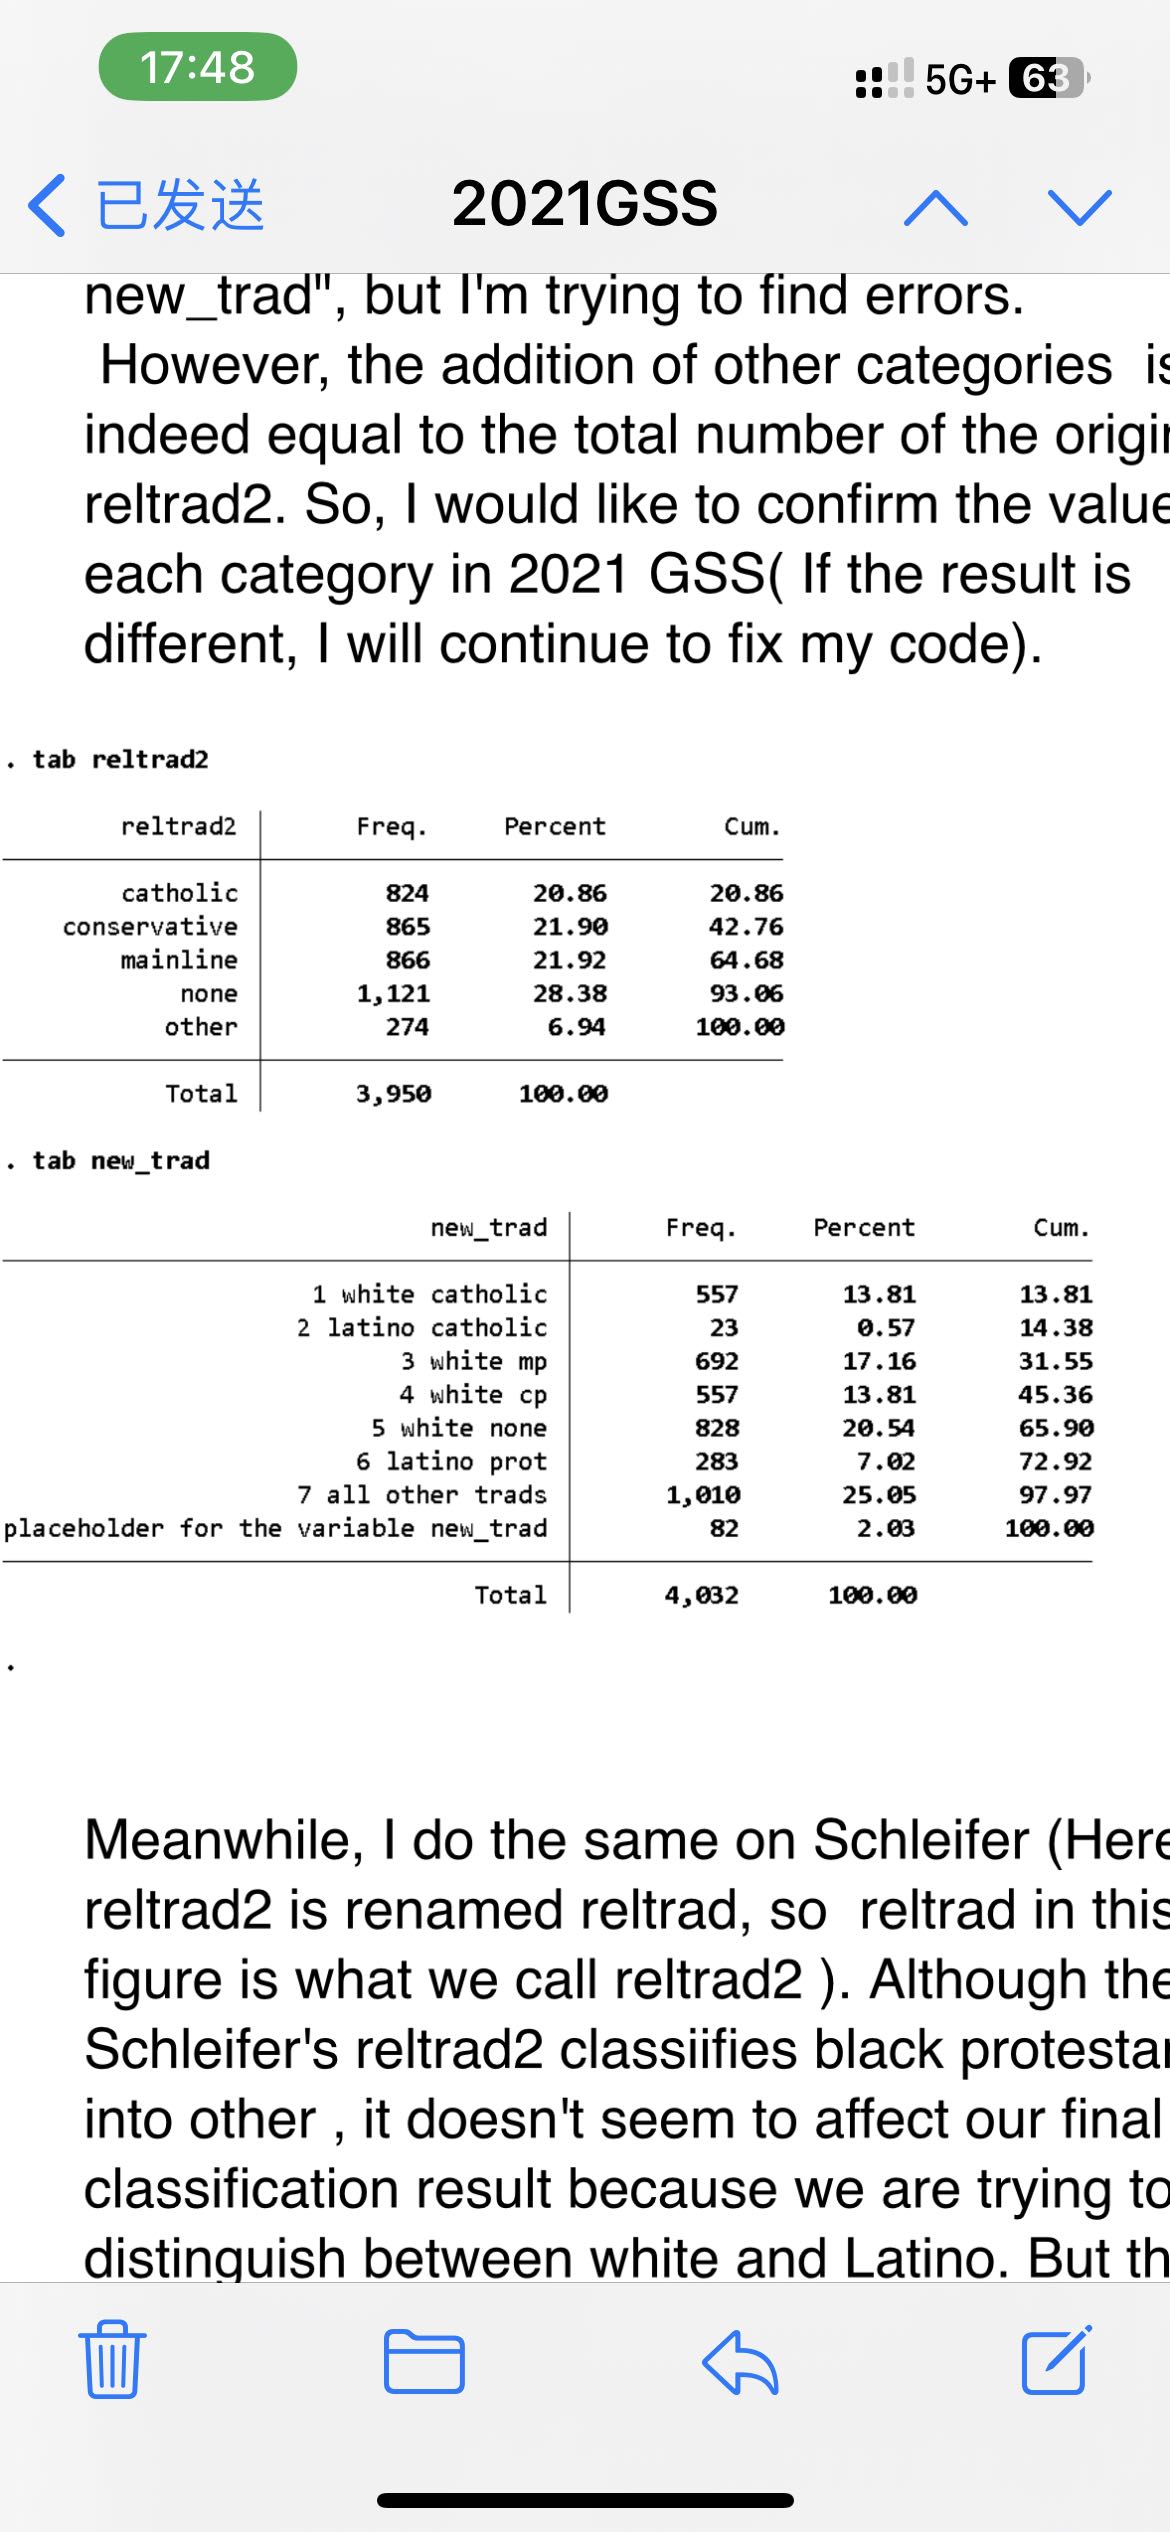 17:48
5G+ 63
已发送 2021GSS
new_trad", but I'm trying to find errors.
However, the addition of other categories is
indeed equal to the total number of the origin
reltrad2. So, I would like to confirm the value
each category in 2021 GSS( If the result is
different, I will continue to fix my code).
. tab reltrad2
reltrad2 Freq. Percent Cum.
catholic 824 20.86 20.86
conservative 865 21.90 42.76
mainline 866 21.92 64.68
none 1,121 28.38 93.06
other 274 6.94 100.00
Total 3,950 100.00
. tab new_trad
new_trad Freq. Percent Cum.
1 white catholic 557 13.81 13.81
2 latino catholic 23 0.57 14.38
3 white mp 692 17.16 31.55
4 white cp 557 13.81 45.36
5 white none 828 20.54 65.90
6 latino prot 283 7.02 72.92
7 all other trads 1,010 25.05 97.97
placeholder for the variable new_trad 82 2.03 100.00
Total 4,032 100.00
.
Meanwhile, I do the same on Schleifer (Here
reltrad2 is renamed reltrad, so reltrad in this
figure is what we call reltrad2 ). Although the
Schleifer's reltrad2 classiifies black protestan
into other , it doesn't seem to affect our final
classification result because we are trying to
distinguish between white and Latino. But th